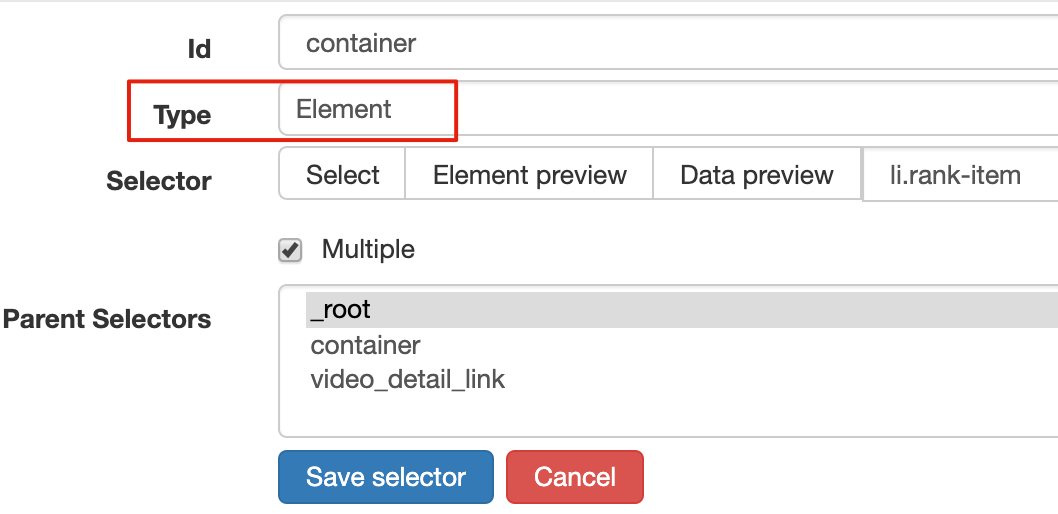 Id container
Type Element
Selector Select Element preview Data preview li.rank-item
Multiple
Parent Selectors _root
container
video_detail_link
Save selector Cancel